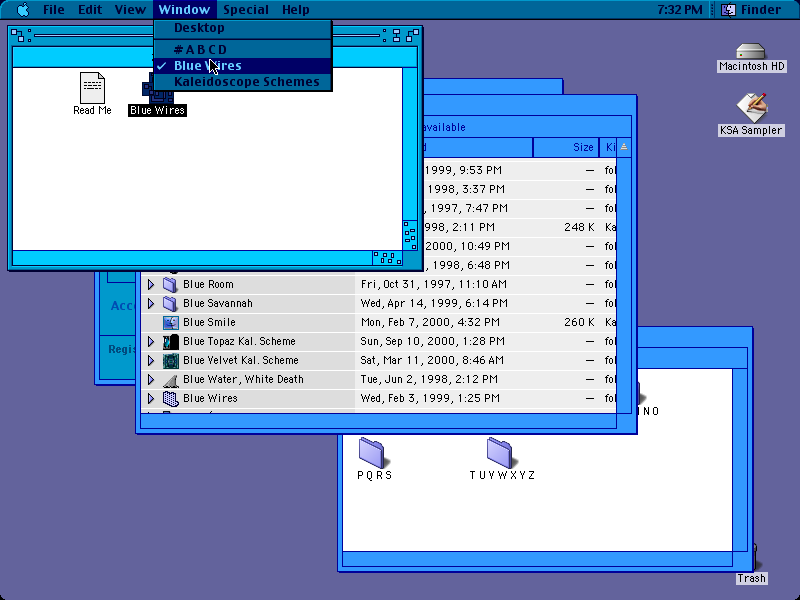 File Edit View Window Special Help 7:32 PM Finder
Desktop
# A B C D
✓ Blue Wires
Kaleidoscope Schemes
Read Me
Blue Wires
Macintosh HD
KSA Sampler
available
Size Ki
1999, 9:53 PM — fol
1998, 3:37 PM — fol
, 1997, 7:47 PM — fol
998, 2:11 PM 248 K Ka
2000, 10:49 PM — fol
1998, 6:48 PM — fol
Blue Room Fri, Oct 31, 1997, 11:10 AM — fol
Blue Savannah Wed, Apr 14, 1999, 6:14 PM — fol
Blue Smile Mon, Feb 7, 2000, 4:32 PM 260 K Ka
Blue Topaz Kal. Scheme Sun, Sep 10, 2000, 1:28 PM — fol
Blue Velvet Kal. Scheme Sat, Mar 11, 2000, 8:46 AM — fol
Blue Water, White Death Tue, Jun 2, 1998, 2:12 PM — fol
Blue Wires Wed, Feb 3, 1999, 1:25 PM — fol
Acc
Regis
N O
P Q R S
T U V W X Y Z
Trash